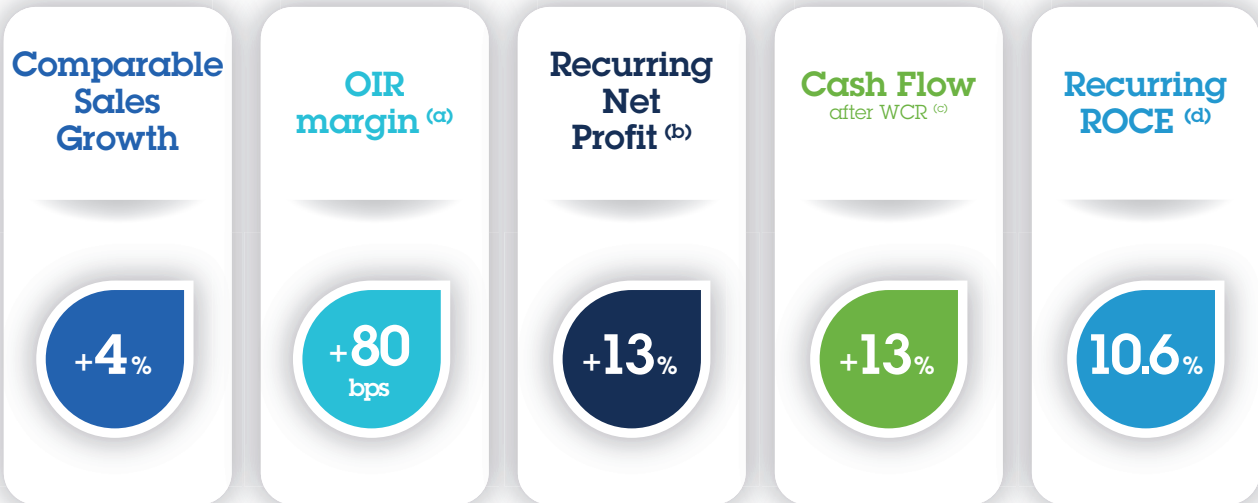 Comparable
Sales
Growth
+4%
OIR
margin (a)
+80
bps
Recurring
Net
Profit (b)
+13%
Cash Flow
after WCR (c)
+13%
Recurring
ROCE (d)
10.6%